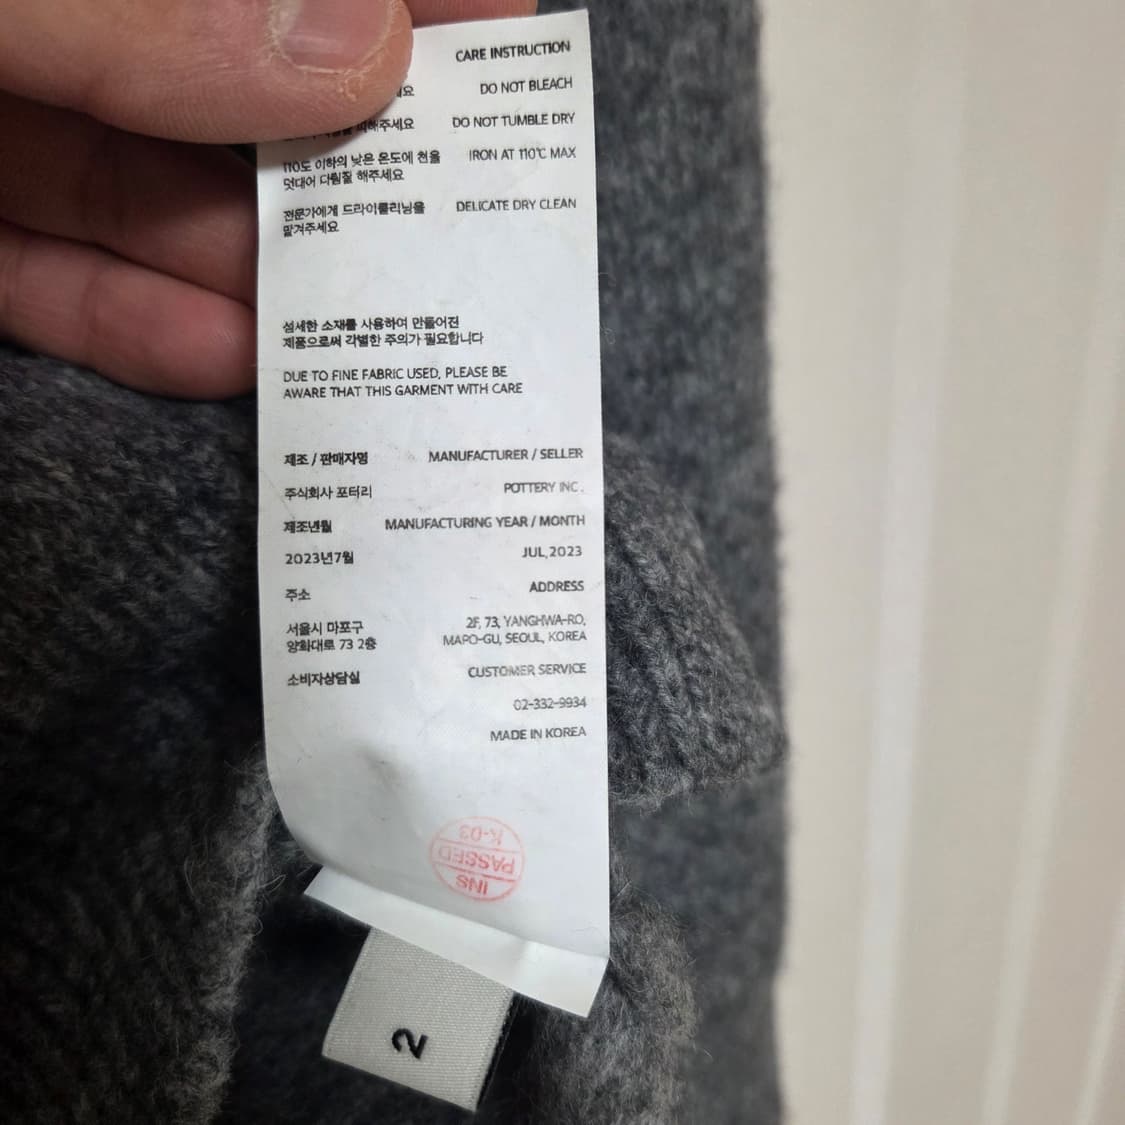 CARE INSTRUCTION
DO NOT BLEACH
피해주세요 DO NOT TUMBLE DRY
110도 이하의 낮은 온도에 천을 IRON AT 110℃ MAX
덧대어 다림질 해주세요
전문가에게 드라이클리닝을 DELICATE DRY CLEAN
맡겨주세요
섬세한 소재를 사용하여 만들어진
제품으로써 각별한 주의가 필요합니다
DUE TO FINE FABRIC USED, PLEASE BE
AWARE THAT THIS GARMENT WITH CARE
제조 / 판매자명 MANUFACTURER / SELLER
주식회사 포터리 POTTERY INC.
제조년월 MANUFACTURING YEAR / MONTH
2023년7월 JUL,2023
주소 ADDRESS
서울시 마포구 2F, 73, YANGHWA-RO,
양화대로 73 2층 MAPO-GU, SEOUL, KOREA
소비자상담실 CUSTOMER SERVICE
02-332-9934
MADE IN KOREA
INS
PASSED
K-03
2